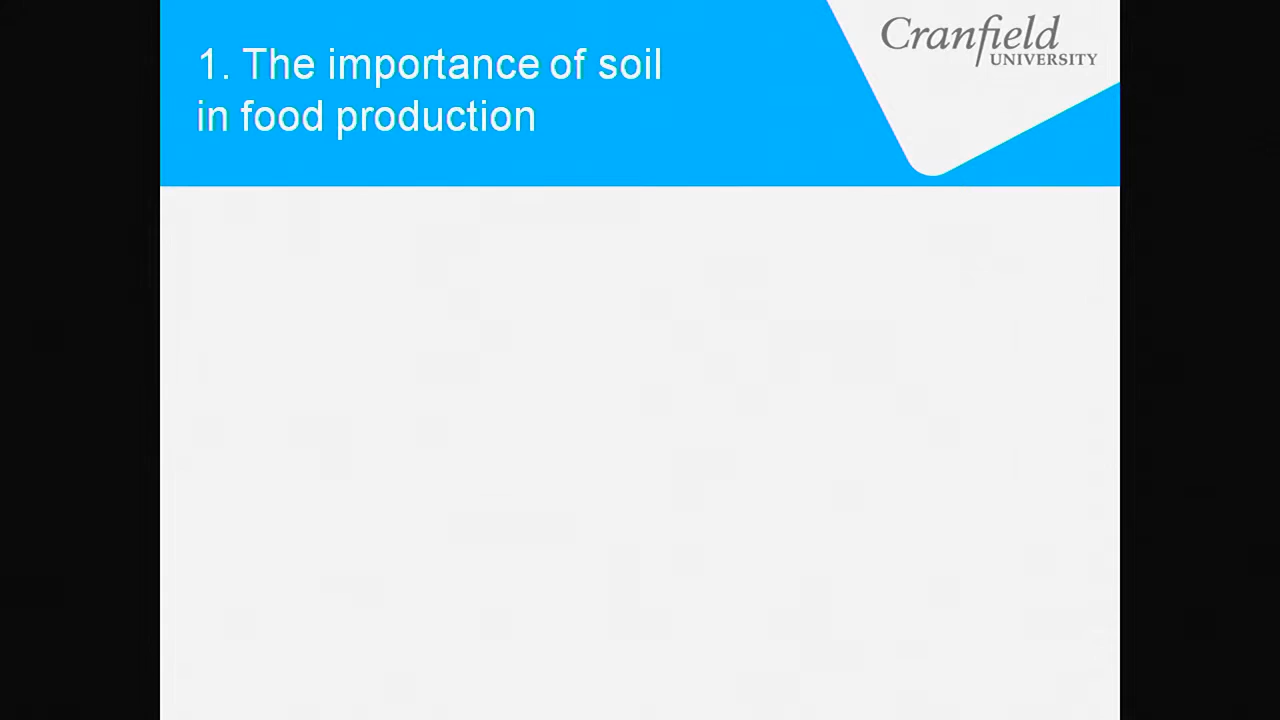 1. The importance of soil
in food production
Cranfield
UNIVERSITY